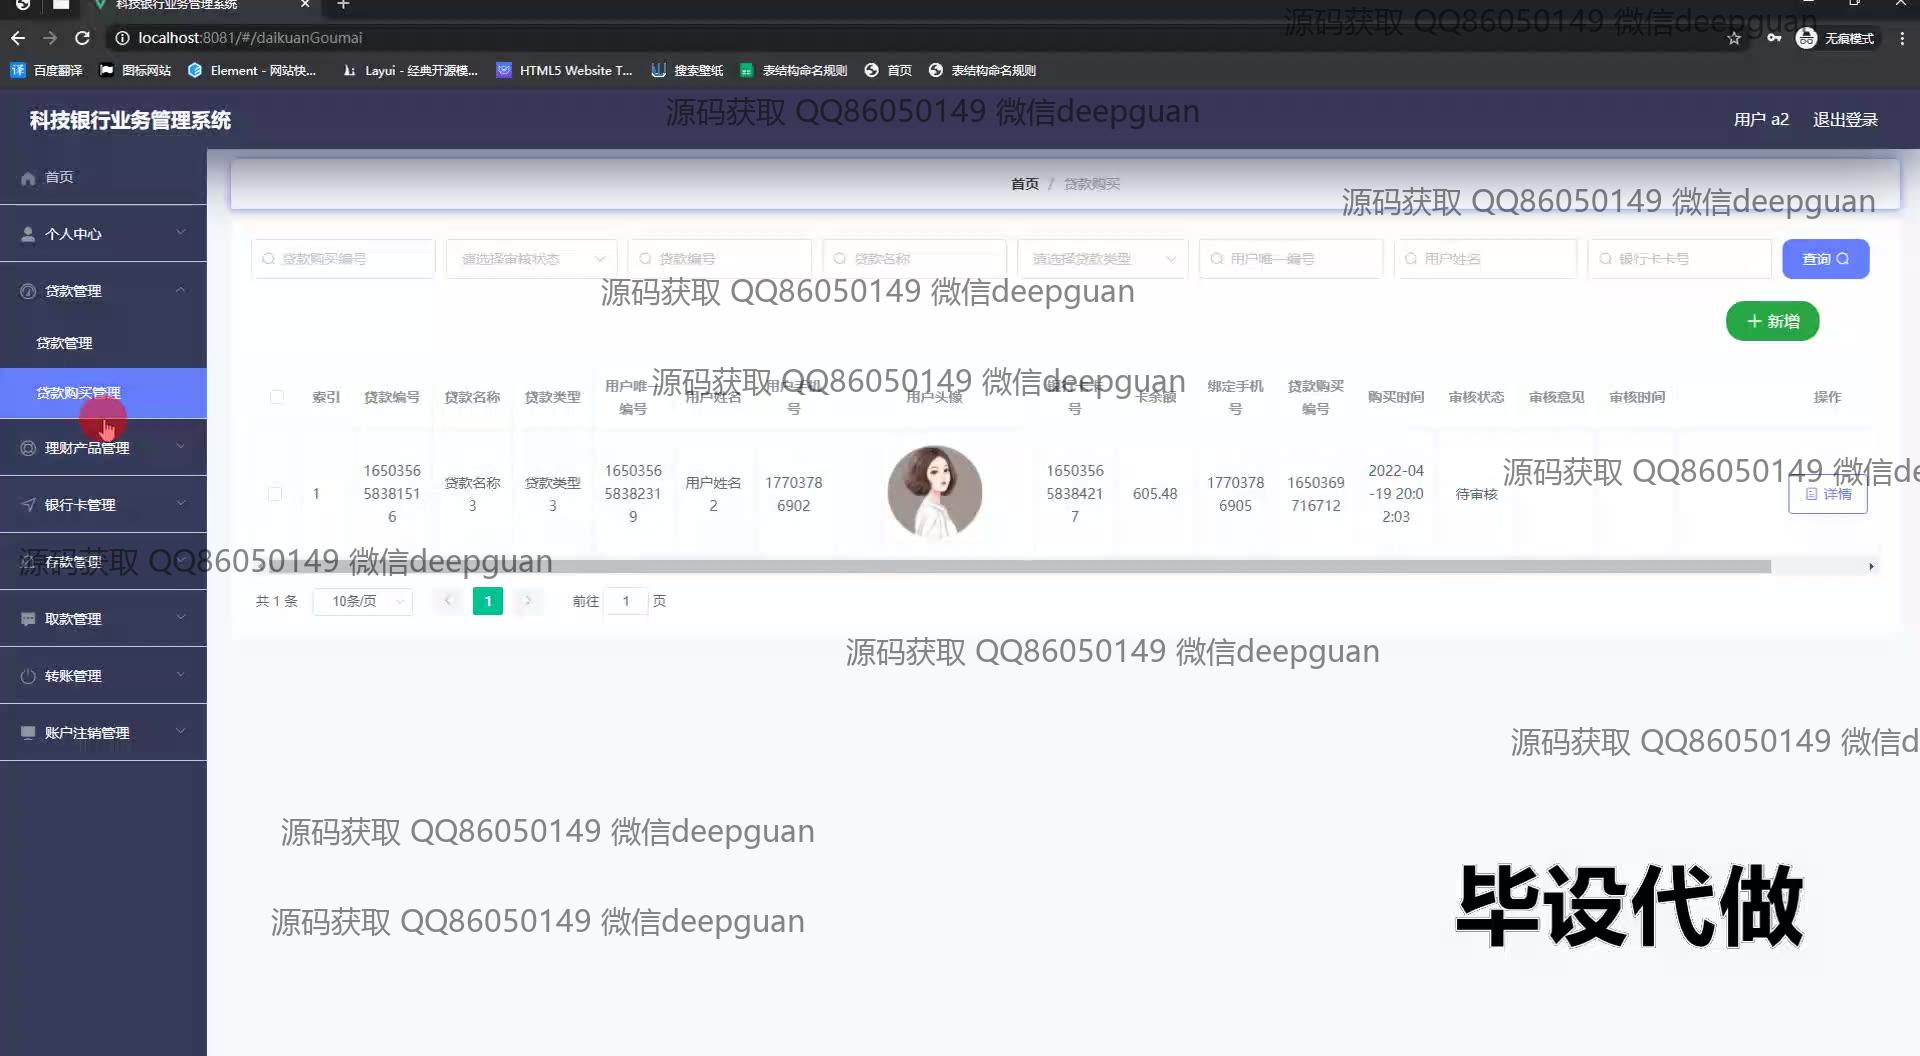 科技银行业务管理系统
源码获取 QQ86050149 微信deepguan
localhost:8081/#/daikuanGoumai
无痕模式
百度翻译 图标网站 Element - 网站快... Layui - 经典开源模... HTML5 Website T... 搜索壁纸 表结构命名规则 首页 表结构命名规则
科技银行业务管理系统
源码获取 QQ86050149 微信deepguan
用户 a2 退出登录
首页
个人中心
贷款管理
贷款管理
贷款购买管理
理财产品管理
银行卡管理
存款管理
取款管理
转账管理
账户注销管理
首页 / 贷款购买
源码获取 QQ86050149 微信deepguan
贷款购买编号 请选择审核状态 贷款编号 贷款名称 请选择贷款类型 用户唯一编号 用户姓名 银行卡卡号 查询
源码获取 QQ86050149 微信deepguan
新增
源码获取 QQ86050149 微信deepguan
索引 贷款编号 贷款名称 贷款类型 用户唯一 用户姓名 用户手机 用户头像 银行卡卡 卡余额 绑定手机 贷款购买 购买时间 审核状态 审核意见 审核时间 操作
编号 号 号 号 编号
1650356 贷款名称 贷款类型 1650356 用户姓名 1770378 1650356 1770378 1650369 2022-04
1 5838151 3 3 5838231 2 6902 5838421 605.48 6905 716712 -19 20:0 待审核 详情
6 9 7 2:03
源码获取 QQ86050149 微信de
源码获取 QQ86050149 微信deepguan
共 1 条 10条/页 1 前往 1 页
源码获取 QQ86050149 微信deepguan
源码获取 QQ86050149 微信d
源码获取 QQ86050149 微信deepguan
源码获取 QQ86050149 微信deepguan
毕设代做